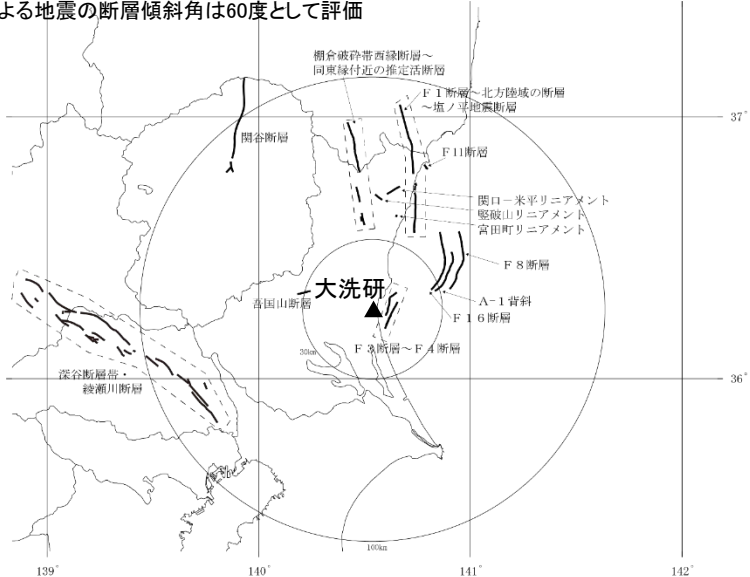 よる地震の断層傾斜角は60度として評価
棚倉破砕帯西縁断層～
同東縁付近の推定活断層
Ｆ１断層～北方陸域の断層
～塩ノ平地震断層
37°
関谷断層
Ｆ11断層
関口－米平リニアメント
竪破山リニアメント
宮田町リニアメント
Ｆ８断層
大洗研
吾国山断層
Ａ－１背斜
Ｆ１６断層
30km
Ｆ３断層～Ｆ４断層
36°
深谷断層帯・
綾瀬川断層
100km
139°
140°
141°
142°